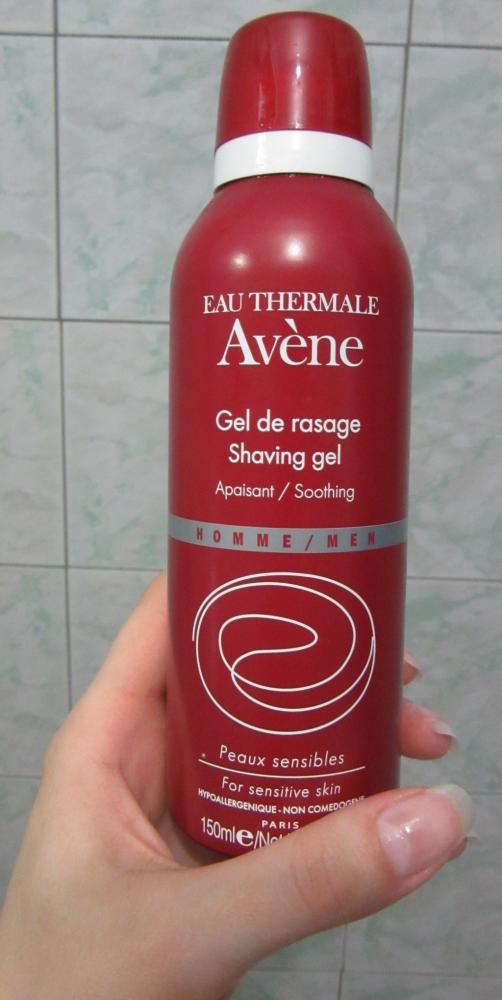 EAU THERMALE
Avène
Gel de rasage
Shaving gel
Apaisant / Soothing
HOMME/MEN
Peaux sensibles
For sensitive skin
HYPOALLERGENIQUE - NON COMEDOGENE
PARIS
150ml e/Net